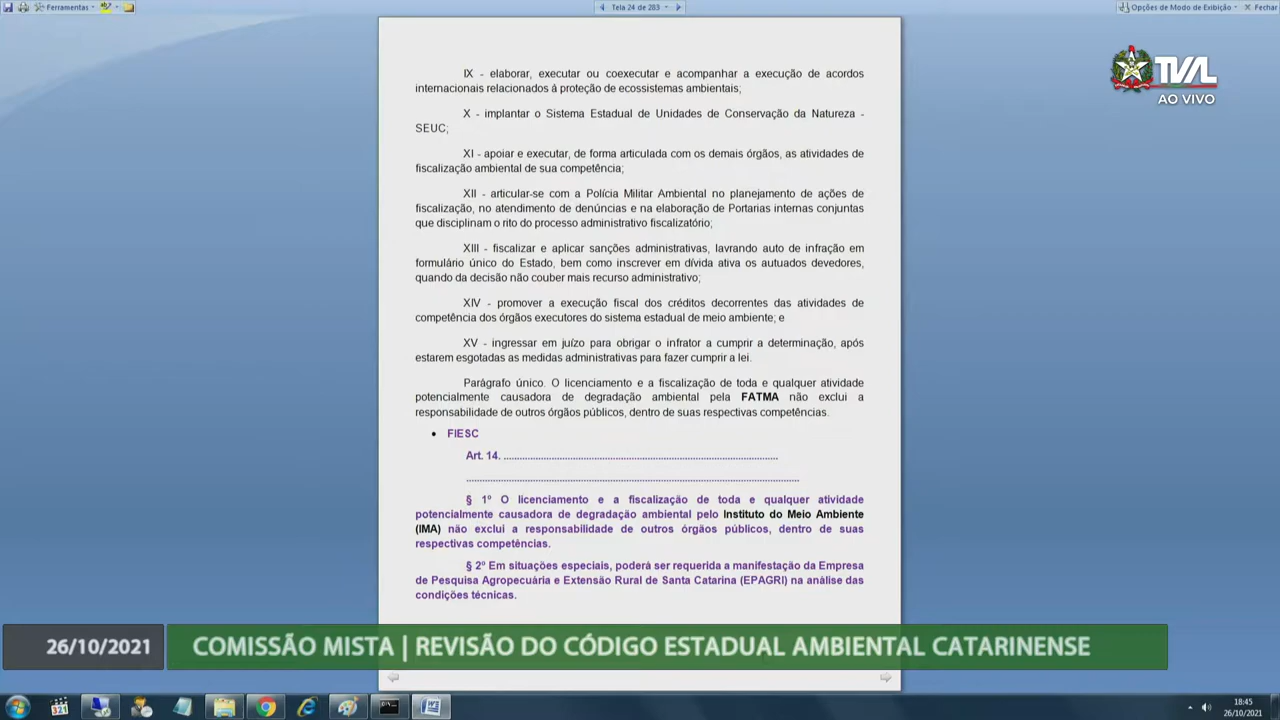 Ferramentas
Tela 24 de 283
Opções de Modo de Exibição
Fechar
TVAL
AO VIVO
IX - elaborar, executar ou coexecutar e acompanhar a execução de acordos
internacionais relacionados à proteção de ecossistemas ambientais;
X - implantar o Sistema Estadual de Unidades de Conservação da Natureza -
SEUC;
XI - apoiar e executar, de forma articulada com os demais órgãos, as atividades de
fiscalização ambiental de sua competência;
XII - articular-se com a Polícia Militar Ambiental no planejamento de ações de
fiscalização, no atendimento de denúncias e na elaboração de Portarias internas conjuntas
que disciplinam o rito do processo administrativo fiscalizatório;
XIII - fiscalizar e aplicar sanções administrativas, lavrando auto de infração em
formulário único do Estado, bem como inscrever em dívida ativa os autuados devedores,
quando da decisão não couber mais recurso administrativo;
XIV - promover a execução fiscal dos créditos decorrentes das atividades de
competência dos órgãos executores do sistema estadual de meio ambiente; e
XV - ingressar em juízo para obrigar o infrator a cumprir a determinação, após
estarem esgotadas as medidas administrativas para fazer cumprir a lei.
Parágrafo único. O licenciamento e a fiscalização de toda e qualquer atividade
potencialmente causadora de degradação ambiental pela FATMA não exclui a
responsabilidade de outros órgãos públicos, dentro de suas respectivas competências.
• FIESC
Art. 14. ..............................................................................................
..................................................................................................................
§ 1º O licenciamento e a fiscalização de toda e qualquer atividade
potencialmente causadora de degradação ambiental pelo Instituto do Meio Ambiente
(IMA) não exclui a responsabilidade de outros órgãos públicos, dentro de suas
respectivas competências.
§ 2º Em situações especiais, poderá ser requerida a manifestação da Empresa
de Pesquisa Agropecuária e Extensão Rural de Santa Catarina (EPAGRI) na análise das
condições técnicas.
26/10/2021
COMISSÃO MISTA | REVISÃO DO CÓDIGO ESTADUAL AMBIENTAL CATARINENSE
18:45
26/10/2021